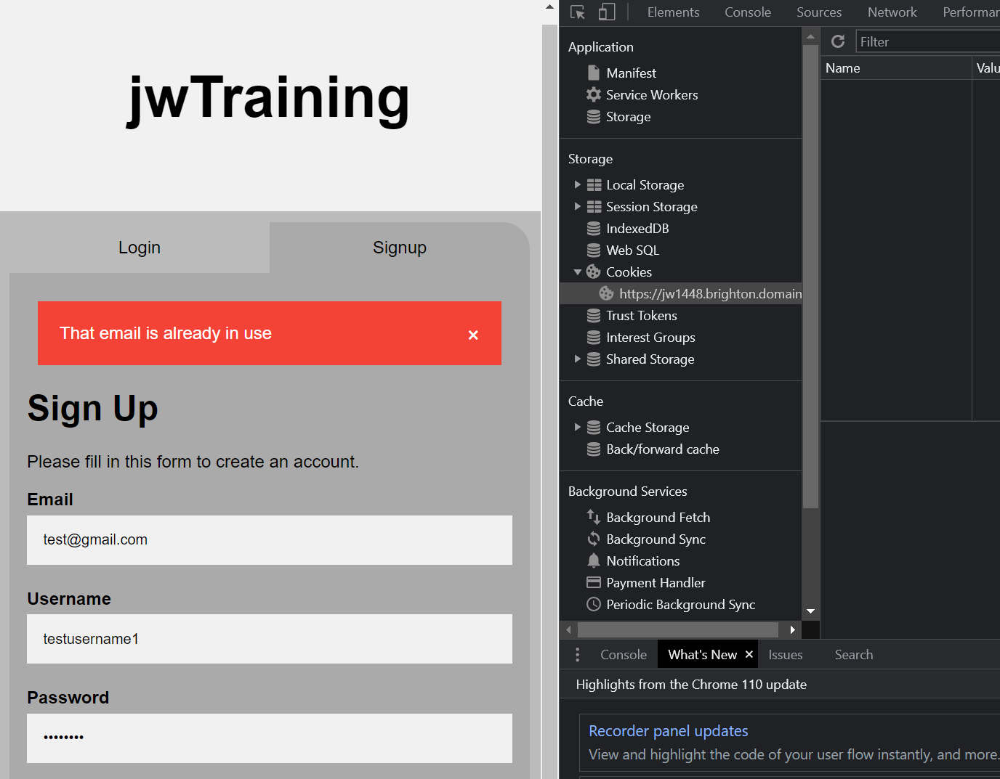 jwTraining
Login
Signup
That email is already in use
×
Sign Up
Please fill in this form to create an account.
Email
test@gmail.com
Username
testusername1
Password
••••••••
Elements Console Sources Network Performan
Application
Manifest
Service Workers
Storage
Storage
Local Storage
Session Storage
IndexedDB
Web SQL
Cookies
https://jw1448.brighton.domain
Trust Tokens
Interest Groups
Shared Storage
Cache
Cache Storage
Back/forward cache
Background Services
Background Fetch
Background Sync
Notifications
Payment Handler
Periodic Background Sync
Filter
Name Valu
Console What's New × Issues Search
Highlights from the Chrome 110 update
Recorder panel updates
View and highlight the code of your user flow instantly, and more.